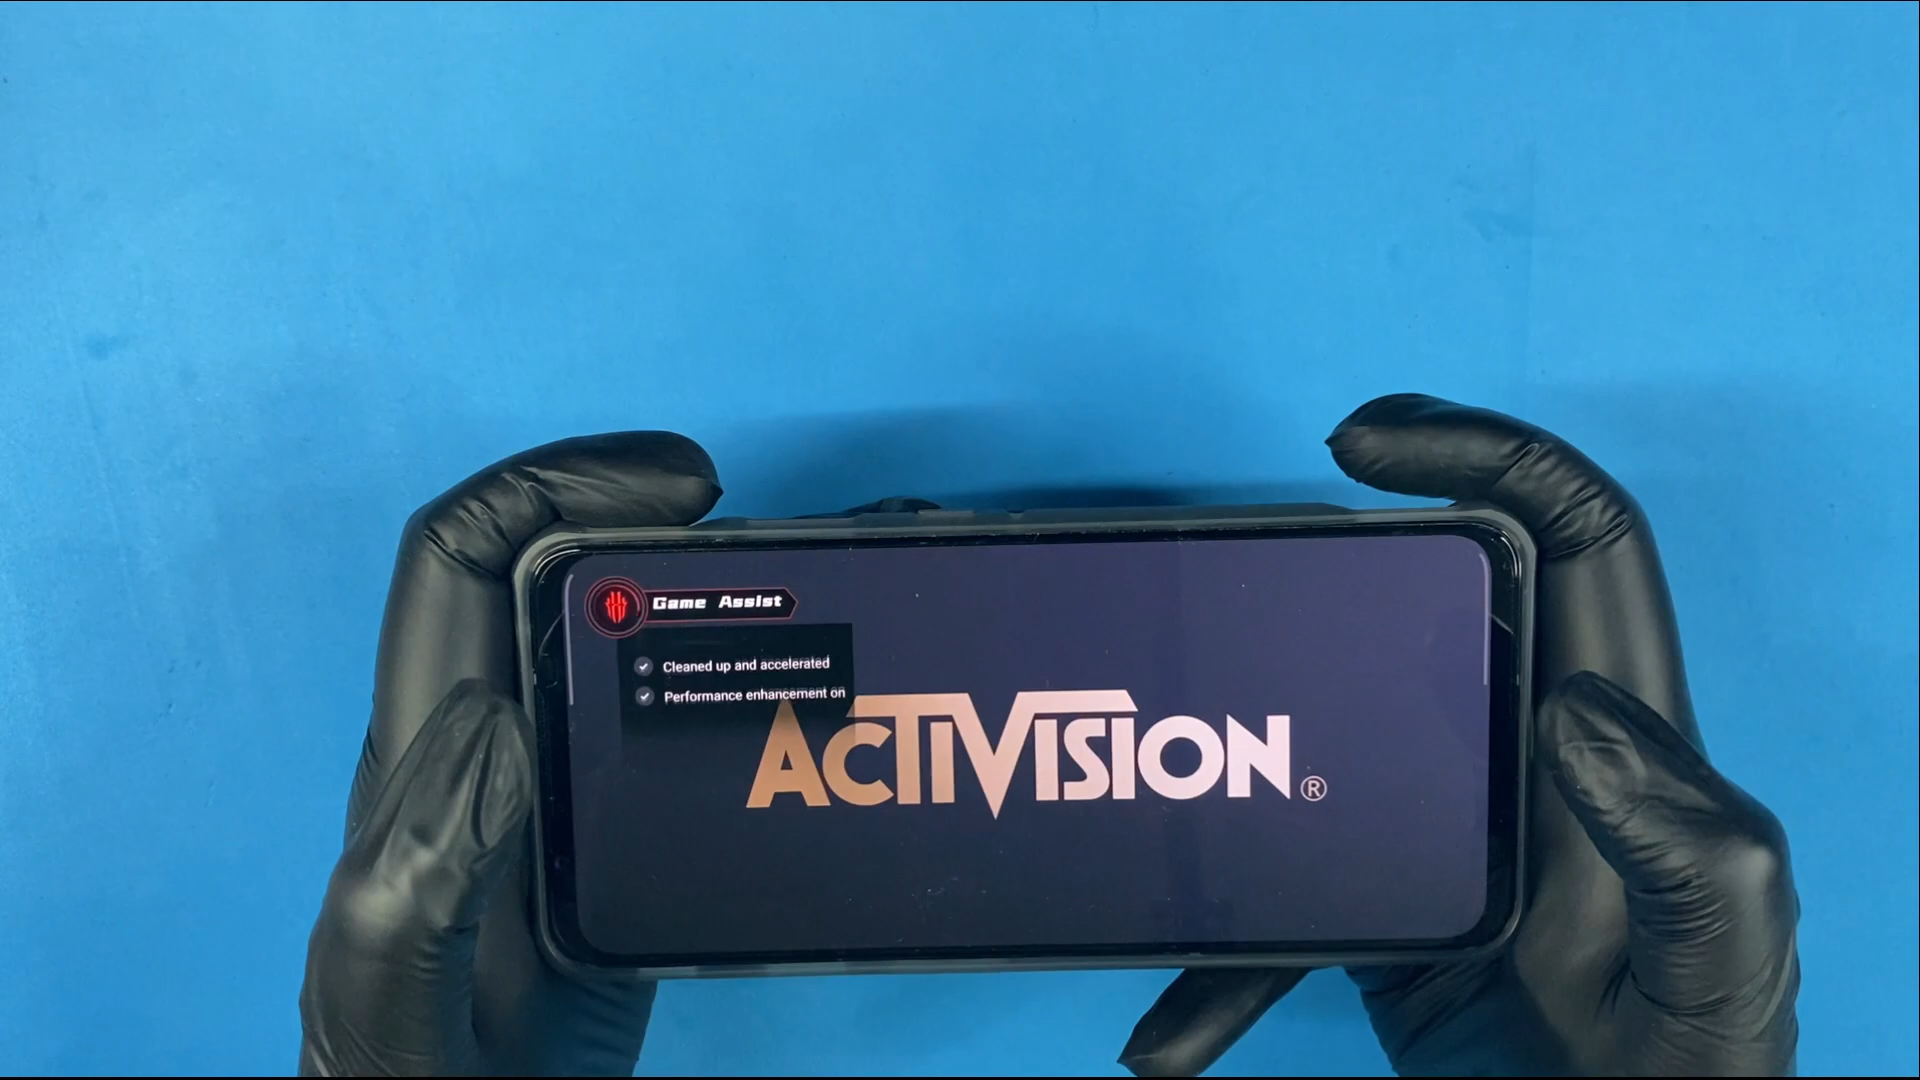 Game Assist
Cleaned up and accelerated
Performance enhancement on
ACTIVISION®